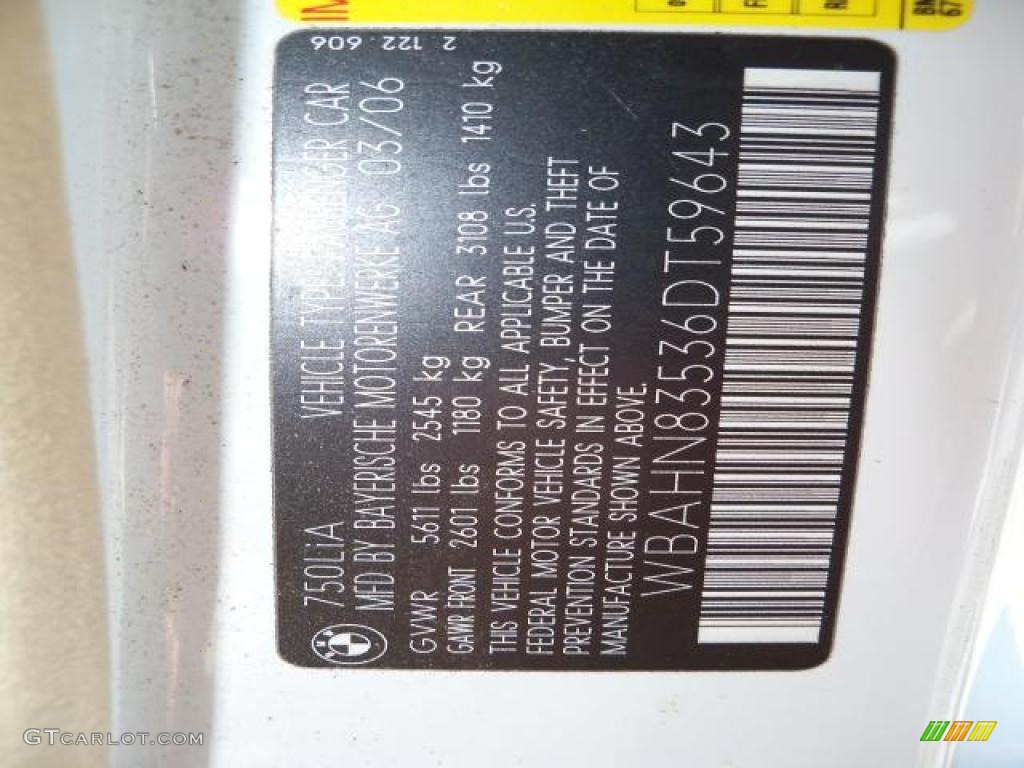 2 122 606
750LiA VEHICLE TYPE PASSENGER CAR
MFD BY BAYERISCHE MOTORENWERKE AG 03/06
GVWR 5611 lbs 2545 kg
GAWR FRONT 2601 lbs 1180 kg REAR 3108 lbs 1410 kg
THIS VEHICLE CONFORMS TO ALL APPLICABLE U.S.
FEDERAL MOTOR VEHICLE SAFETY, BUMPER AND THEFT
PREVENTION STANDARDS IN EFFECT ON THE DATE OF
MANUFACTURE SHOWN ABOVE.
WBAHN83536DT59643
GTCARLOT.COM